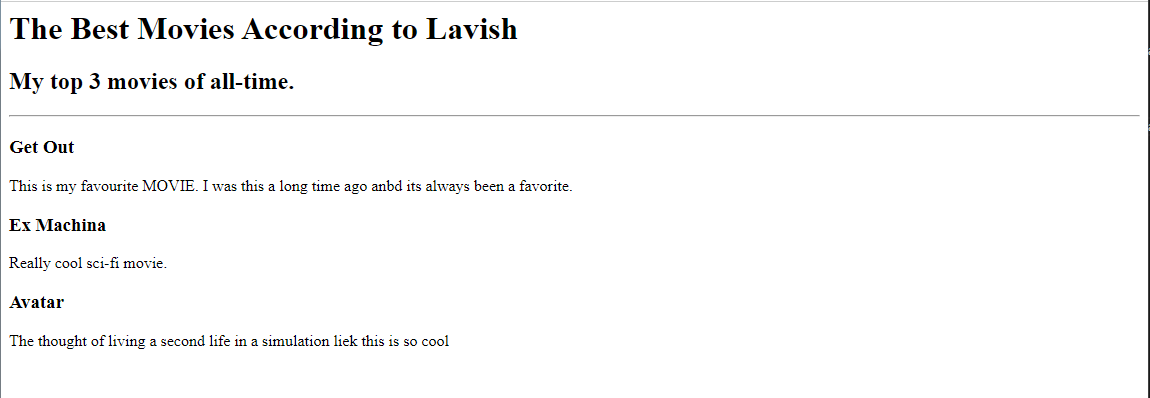 The Best Movies According to Lavish
My top 3 movies of all-time.
Get Out
This is my favourite MOVIE. I was this a long time ago anbd its always been a favorite.
Ex Machina
Really cool sci-fi movie.
Avatar
The thought of living a second life in a simulation liek this is so cool